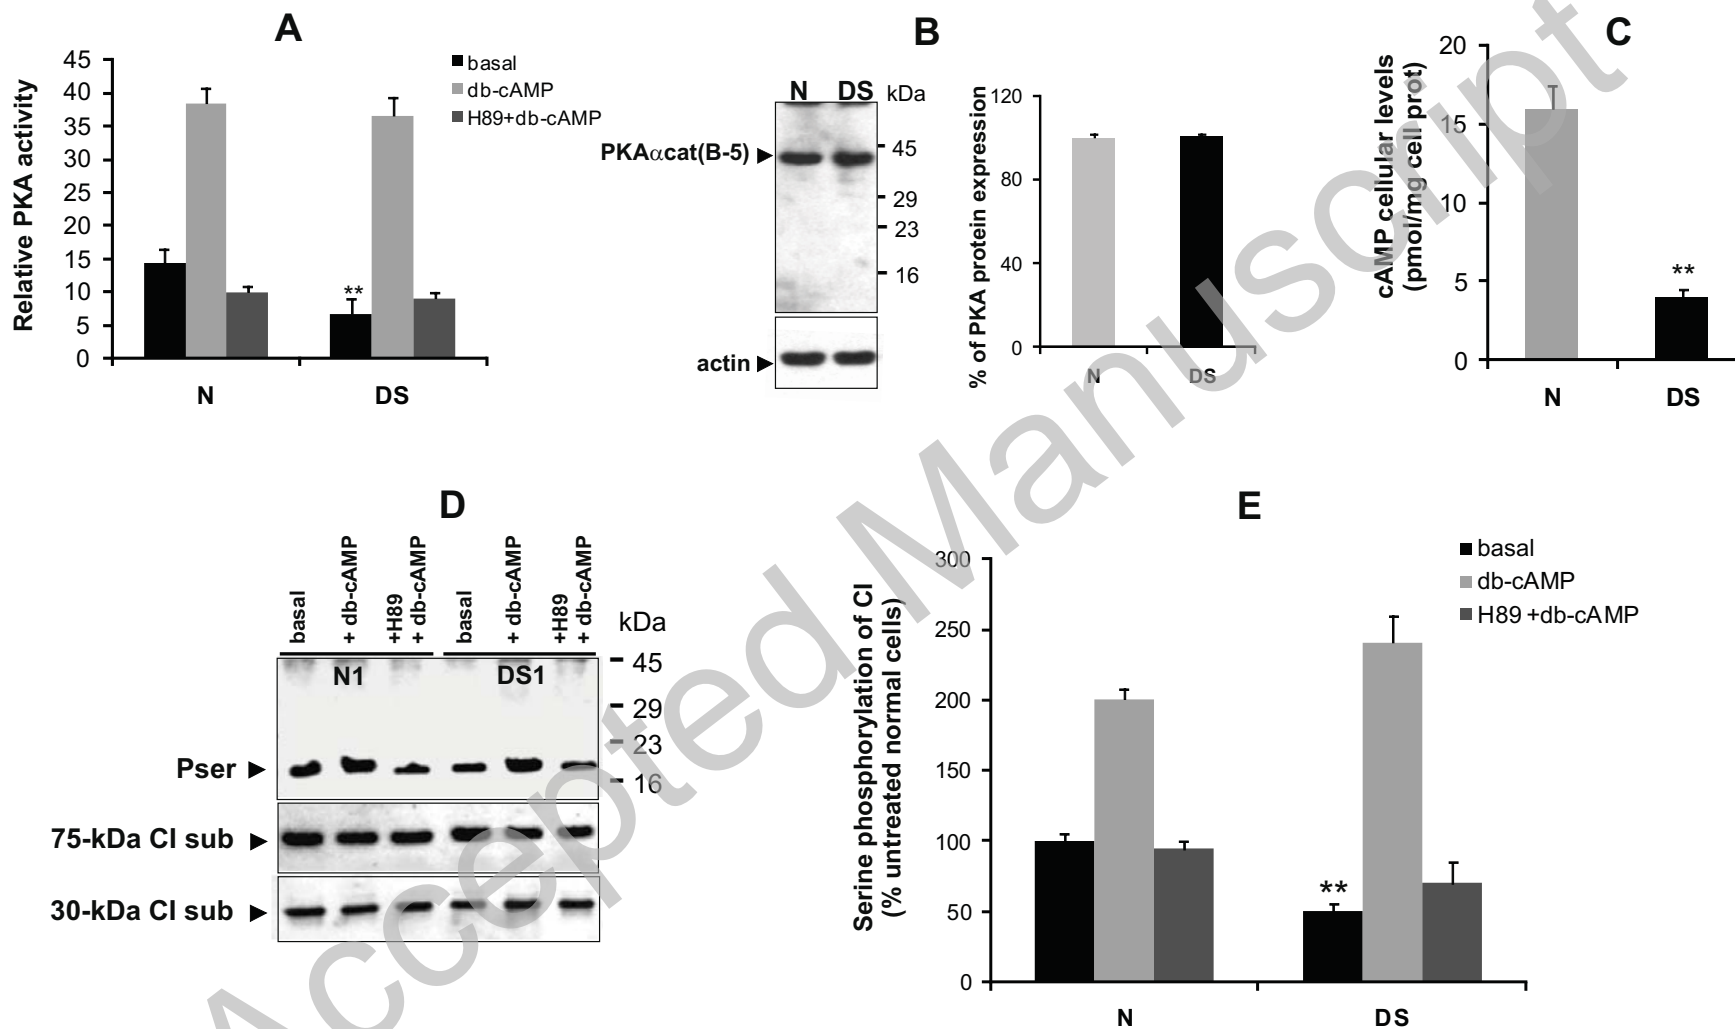 A
Relative PKA activity
45
40
35
30
25
20
15
10
5
0
**
N
DS
basal
db-cAMP
H89+db-cAMP
B
N DS kDa
PKAαcat(B-5)
45
29
23
16
actin
% of PKA protein expression
120
80
40
0
N
DS
C
cAMP cellular levels
(pmol/mg cell prot)
20
15
10
5
0
**
N
DS
D
basal
+ db-cAMP
+H89
+ db-cAMP
basal
+ db-cAMP
+H89
+ db-cAMP
kDa
N1
DS1
45
29
23
16
Pser
75-kDa CI sub
30-kDa CI sub
E
Serine phosphorylation of CI
(% untreated normal cells)
300
250
200
150
100
50
0
**
N
DS
basal
db-cAMP
H89 +db-cAMP
Accepted Manuscript